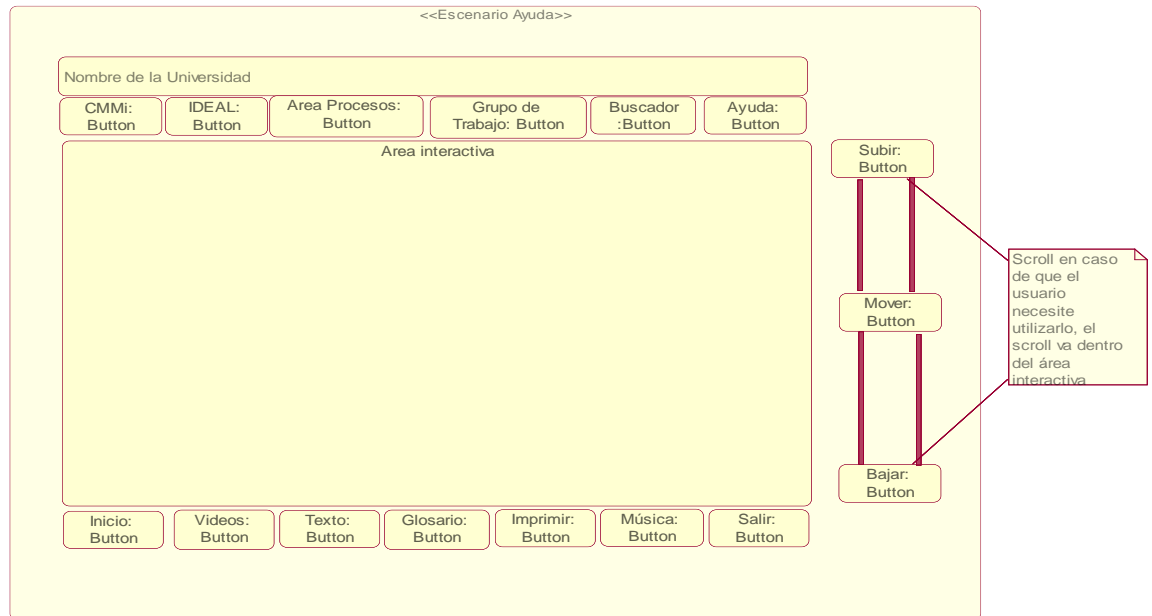 <<Escenario Ayuda>>
Nombre de la Universidad
CMMi:
Button
IDEAL:
Button
Area Procesos:
Button
Grupo de
Trabajo: Button
Buscador
:Button
Ayuda:
Button
Area interactiva
Subir:
Button
Mover:
Button
Bajar:
Button
Scroll en caso
de que el
usuario
necesite
utilizarlo, el
scroll va dentro
del área
interactiva
Inicio:
Button
Videos:
Button
Texto:
Button
Glosario:
Button
Imprimir:
Button
Música:
Button
Salir:
Button